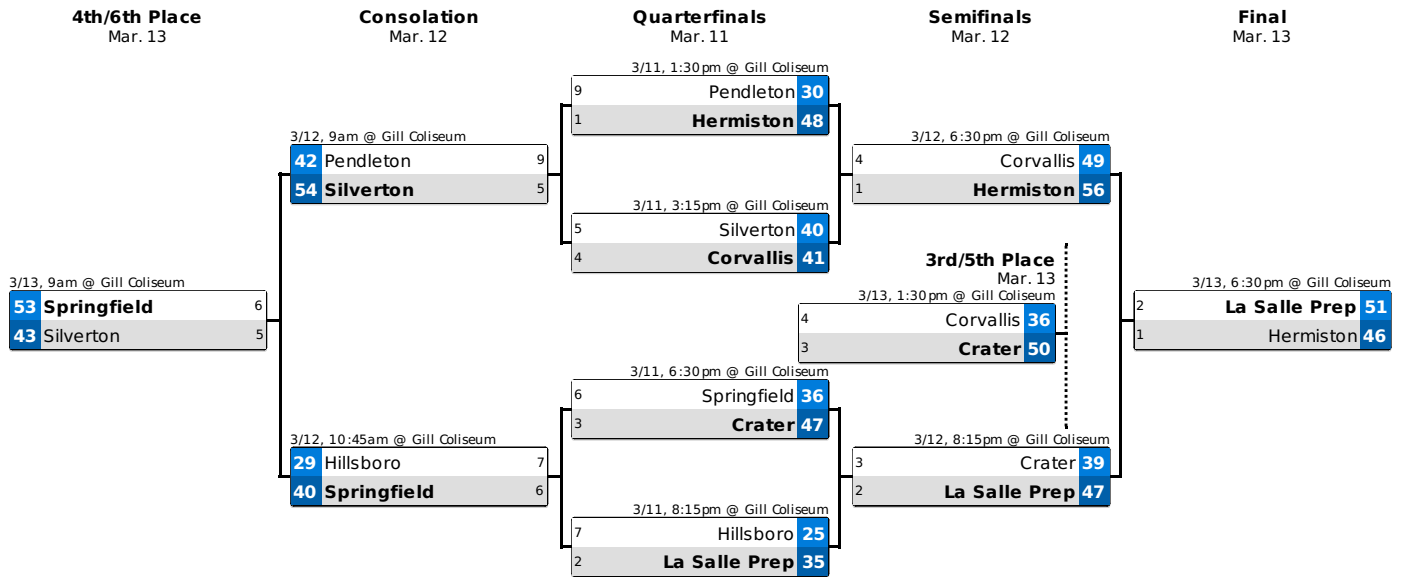 4th/6th Place
Mar. 13
3/13, 9am @ Gill Coliseum
53 Springfield 6
43 Silverton 5
Consolation
Mar. 12
3/12, 9am @ Gill Coliseum
42 Pendleton 9
54 Silverton 5
3/12, 10:45am @ Gill Coliseum
29 Hillsboro 7
40 Springfield 6
Quarterfinals
Mar. 11
3/11, 1:30pm @ Gill Coliseum
9 Pendleton 30
1 Hermiston 48
3/11, 3:15pm @ Gill Coliseum
5 Silverton 40
4 Corvallis 41
3/11, 6:30pm @ Gill Coliseum
6 Springfield 36
3 Crater 47
3/11, 8:15pm @ Gill Coliseum
7 Hillsboro 25
2 La Salle Prep 35
Semifinals
Mar. 12
3/12, 6:30pm @ Gill Coliseum
4 Corvallis 49
1 Hermiston 56
3rd/5th Place
Mar. 13
3/13, 1:30pm @ Gill Coliseum
4 Corvallis 36
3 Crater 50
3/12, 8:15pm @ Gill Coliseum
3 Crater 39
2 La Salle Prep 47
Final
Mar. 13
3/13, 6:30pm @ Gill Coliseum
2 La Salle Prep 51
1 Hermiston 46